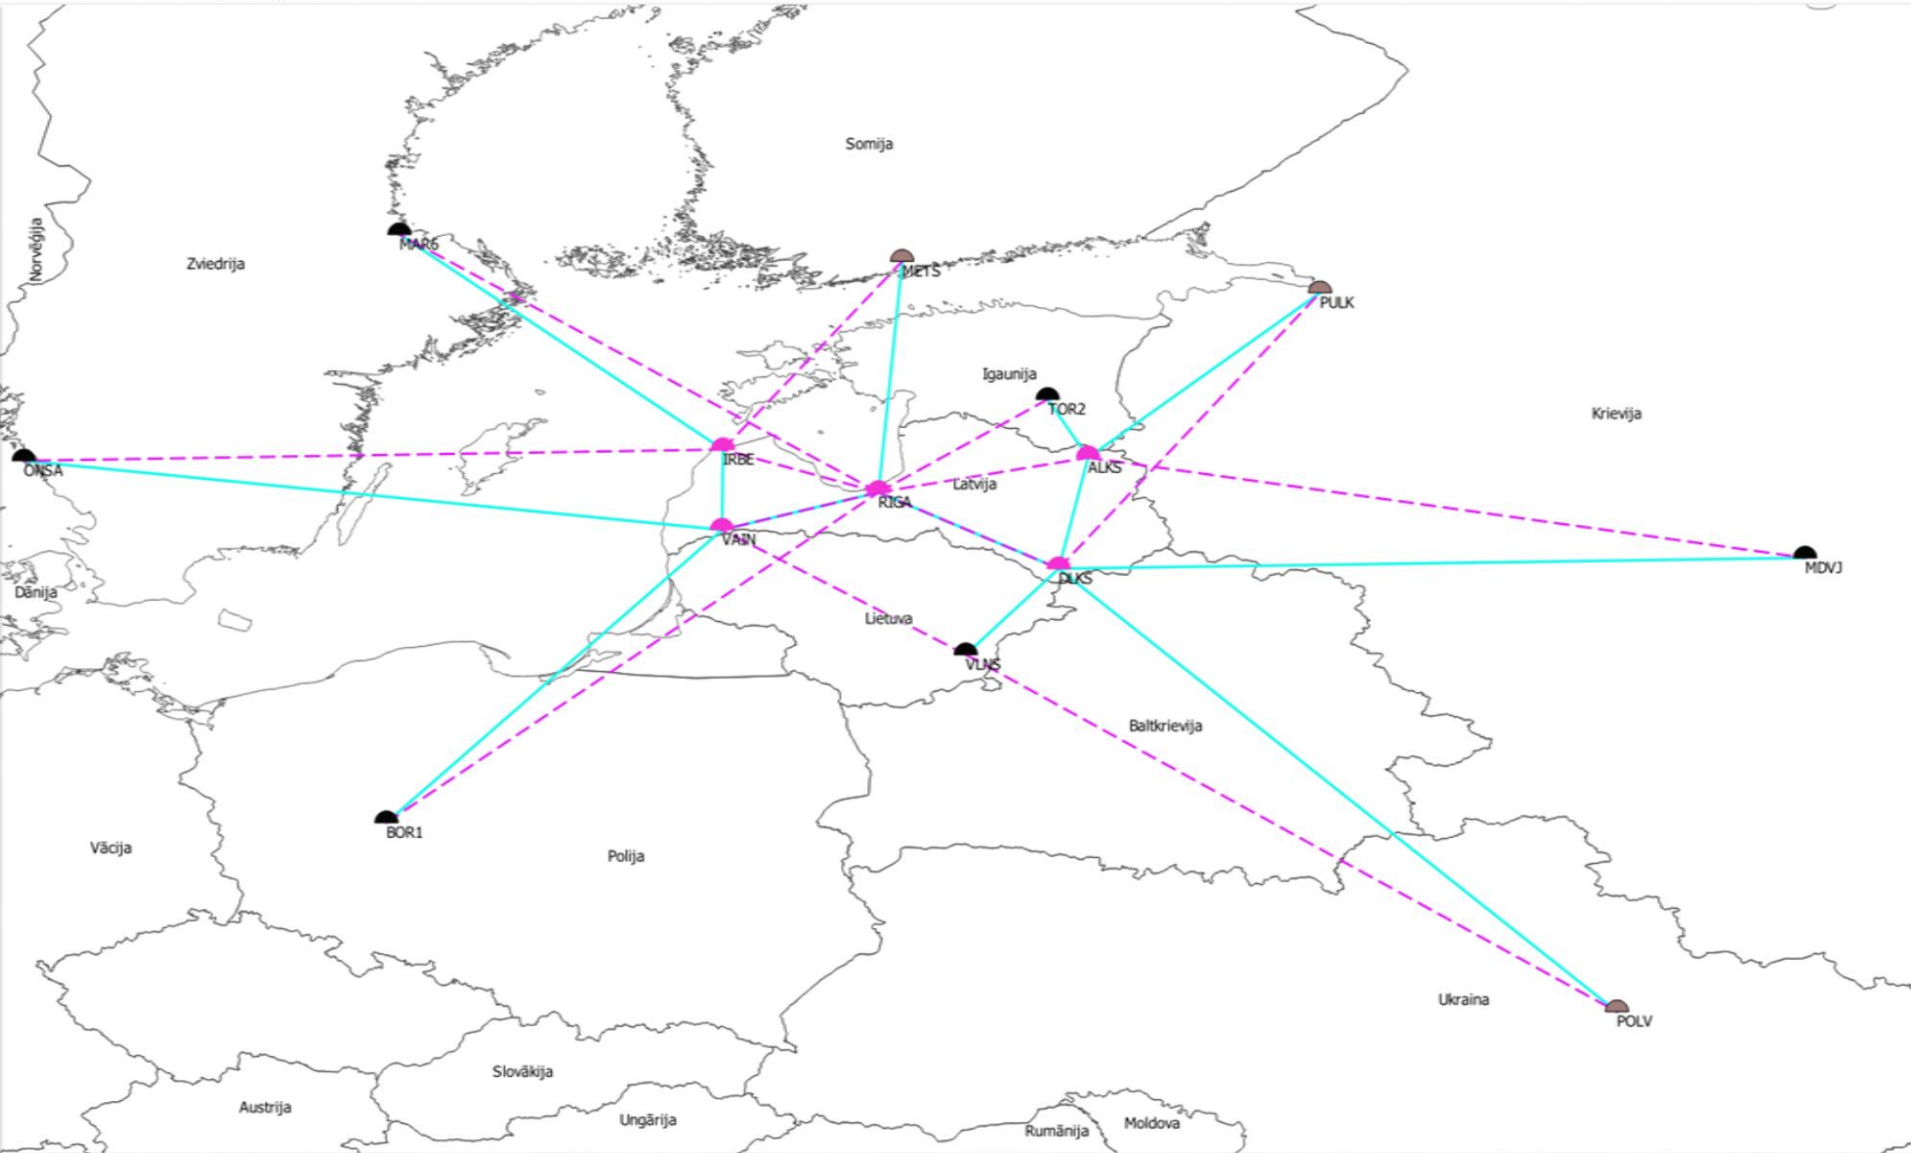 Somija
Norvēģija
MAR6
Zviedrija
METS
PULK
Igaunija
TOR2
Krievija
IRBE
ALKS
ONSA
Latvija
RIGA
VAIN
MDVJ
DLKS
Dānija
Lietuva
VLNS
Baltkrievija
BOR1
Vācija
Polija
Ukraina
POLV
Slovākija
Austrija
Ungārija
Moldova
Rumānija